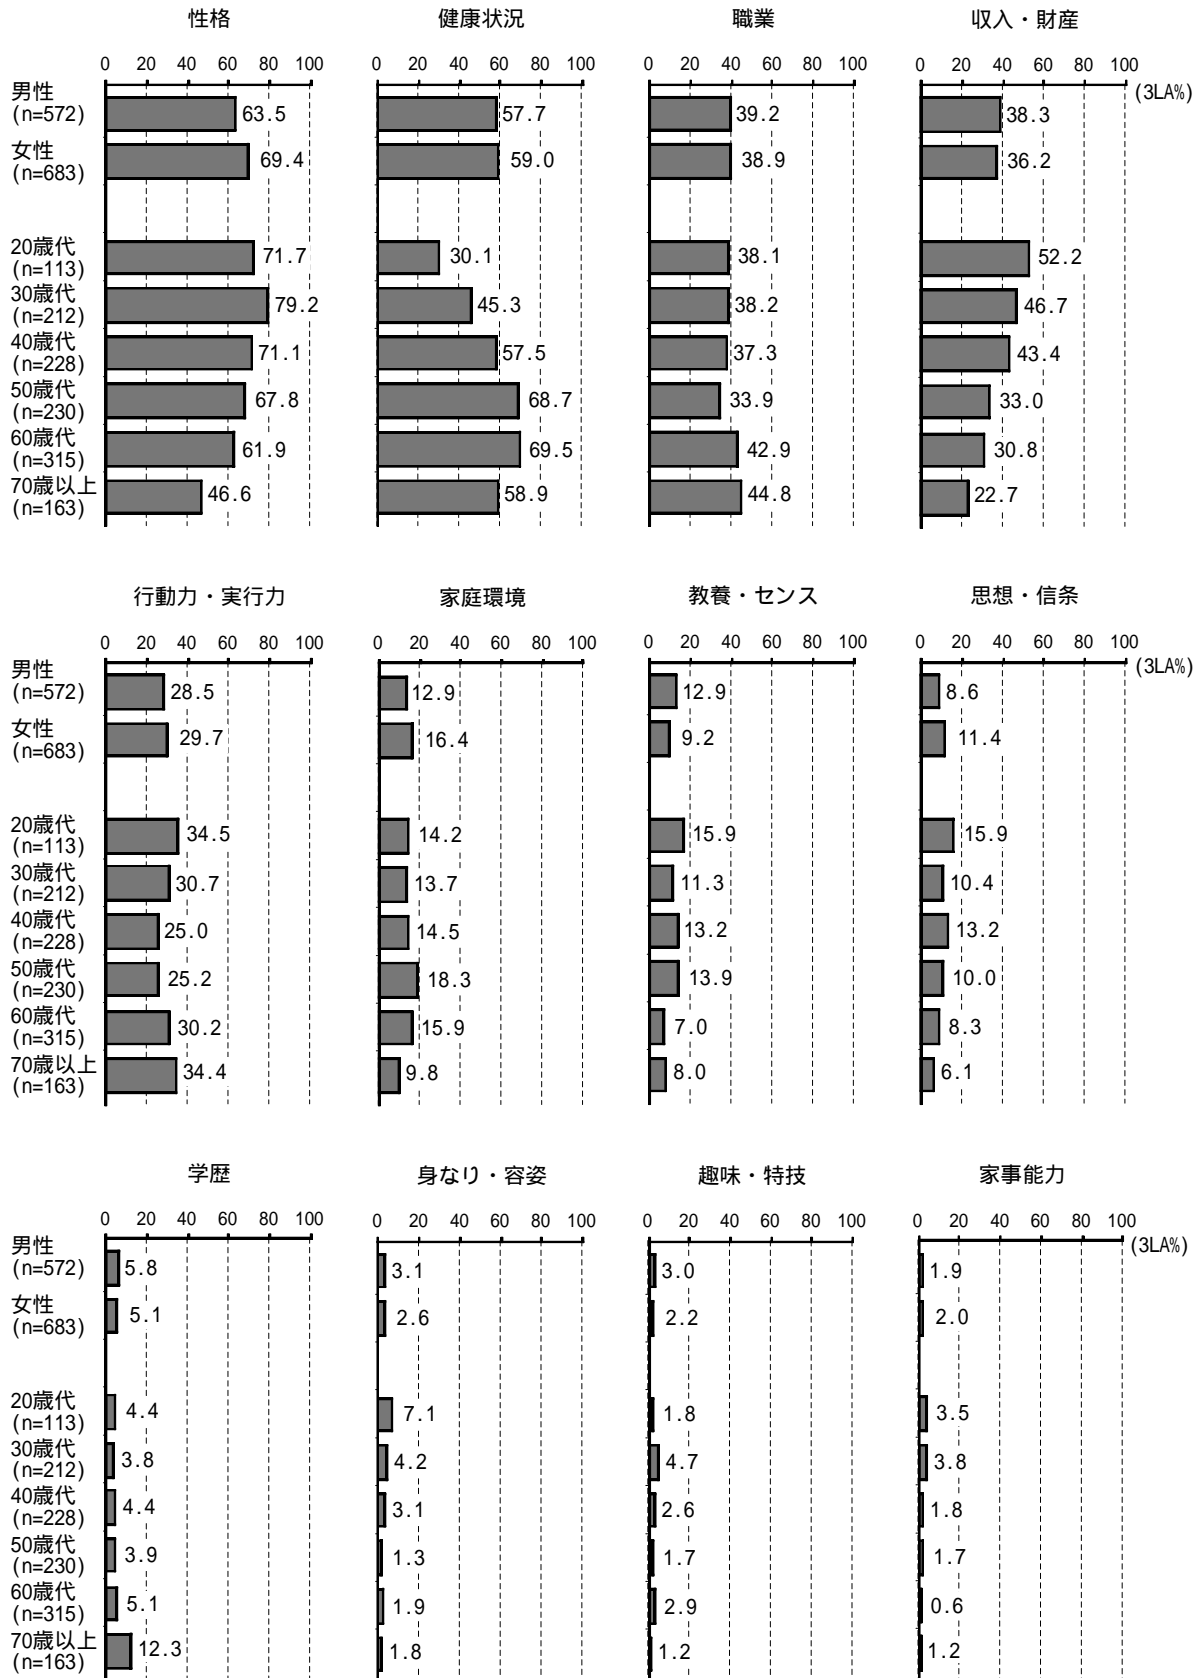 性格 健康状況 職業 収入・財産
0 20 40 60 80 100 0 20 40 60 80 100 0 20 40 60 80 100 0 20 40 60 80 100
(3LA%)
男性
(n=572) 63.5 57.7 39.2 38.3
女性
(n=683) 69.4 59.0 38.9 36.2
20歳代
(n=113) 71.7 30.1 38.1 52.2
30歳代
(n=212) 79.2 45.3 38.2 46.7
40歳代
(n=228) 71.1 57.5 37.3 43.4
50歳代
(n=230) 67.8 68.7 33.9 33.0
60歳代
(n=315) 61.9 69.5 42.9 30.8
70歳以上
(n=163) 46.6 58.9 44.8 22.7
行動力・実行力 家庭環境 教養・センス 思想・信条
0 20 40 60 80 100 0 20 40 60 80 100 0 20 40 60 80 100 0 20 40 60 80 100
(3LA%)
男性
(n=572) 28.5 12.9 12.9 8.6
女性
(n=683) 29.7 16.4 9.2 11.4
20歳代
(n=113) 34.5 14.2 15.9 15.9
30歳代
(n=212) 30.7 13.7 11.3 10.4
40歳代
(n=228) 25.0 14.5 13.2 13.2
50歳代
(n=230) 25.2 18.3 13.9 10.0
60歳代
(n=315) 30.2 15.9 7.0 8.3
70歳以上
(n=163) 34.4 9.8 8.0 6.1
学歴 身なり・容姿 趣味・特技 家事能力
0 20 40 60 80 100 0 20 40 60 80 100 0 20 40 60 80 100 0 20 40 60 80 100
(3LA%)
男性
(n=572) 5.8 3.1 3.0 1.9
女性
(n=683) 5.1 2.6 2.2 2.0
20歳代
(n=113) 4.4 7.1 1.8 3.5
30歳代
(n=212) 3.8 4.2 4.7 3.8
40歳代
(n=228) 4.4 3.1 2.6 1.8
50歳代
(n=230) 3.9 1.3 1.7 1.7
60歳代
(n=315) 5.1 1.9 2.9 0.6
70歳以上
(n=163) 12.3 1.8 1.2 1.2